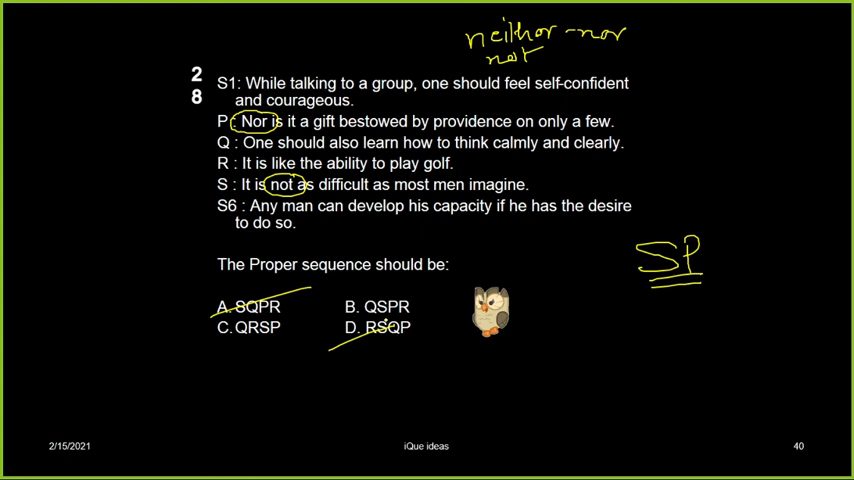 neither-nor
not
28
S1: While talking to a group, one should feel self-confident
and courageous.
P : Nor is it a gift bestowed by providence on only a few.
Q : One should also learn how to think calmly and clearly.
R : It is like the ability to play golf.
S : It is not as difficult as most men imagine.
S6 : Any man can develop his capacity if he has the desire
to do so.
SP
The Proper sequence should be:
A. SQPR B. QSPR
C. QRSP D. RSQP
2/15/2021 iQue ideas 40